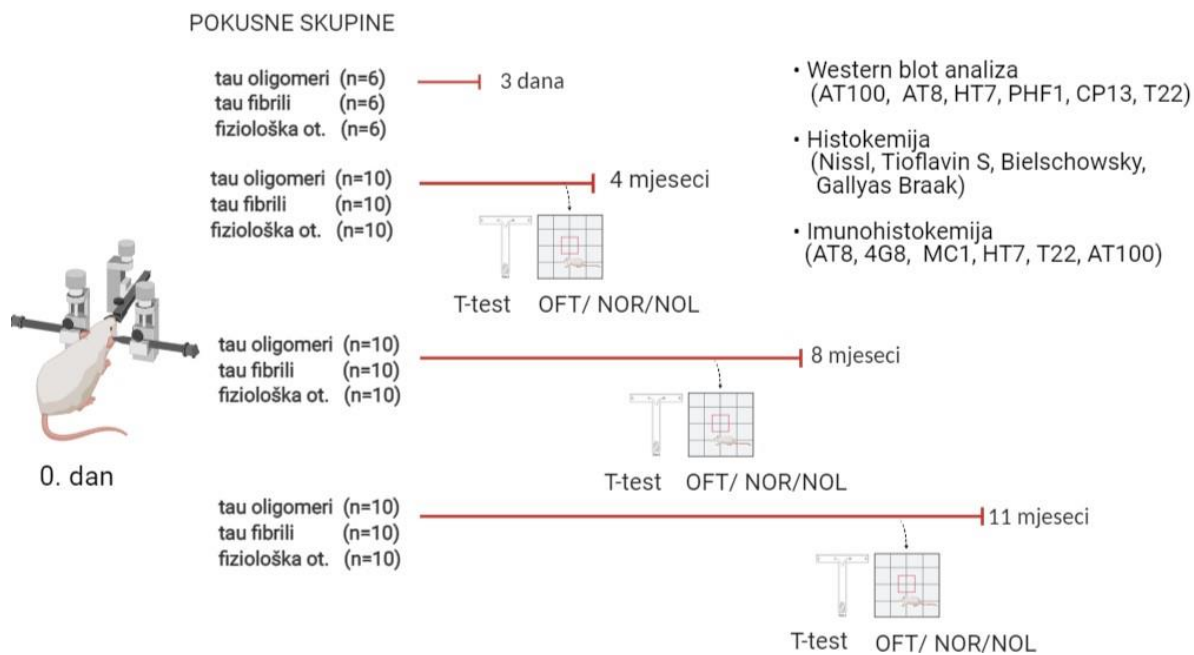 POKUSNE SKUPINE
tau oligomeri (n=6)
tau fibrili (n=6)
fiziološka ot. (n=6)
3 dana
tau oligomeri (n=10)
tau fibrili (n=10)
fiziološka ot. (n=10)
4 mjeseci
T-test OFT/ NOR/NOL
tau oligomeri (n=10)
tau fibrili (n=10)
fiziološka ot. (n=10)
8 mjeseci
T-test OFT/ NOR/NOL
tau oligomeri (n=10)
tau fibrili (n=10)
fiziološka ot. (n=10)
11 mjeseci
T-test OFT/ NOR/NOL
0. dan
• Western blot analiza
(AT100, AT8, HT7, PHF1, CP13, T22)
• Histokemija
(Nissl, Tioflavin S, Bielschowsky,
Gallyas Braak)
• Imunohistokemija
(AT8, 4G8, MC1, HT7, T22, AT100)